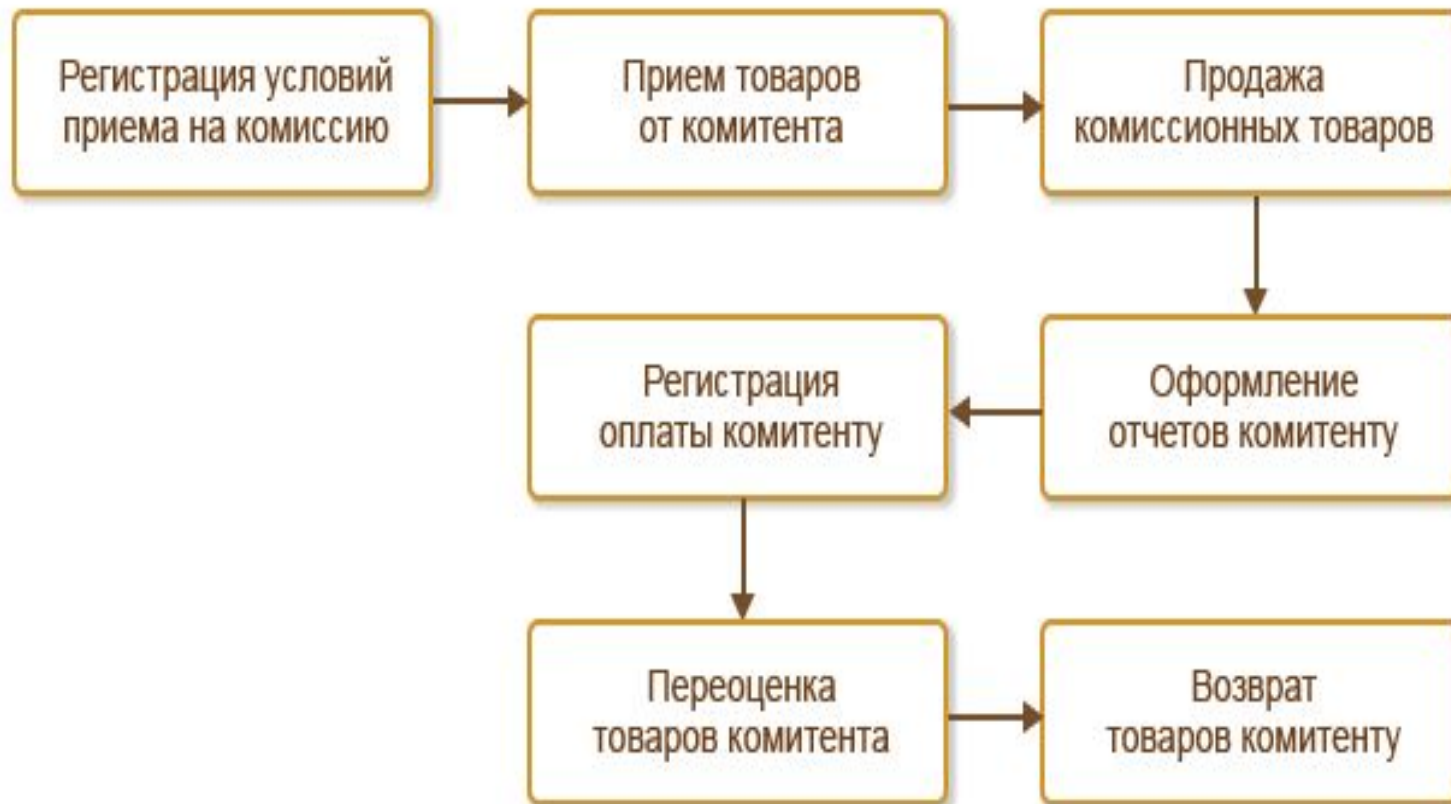 Регистрация условий
приема на комиссию
Прием товаров
от комитента
Продажа
комиссионных товаров
Оформление
отчетов комитенту
Регистрация
оплаты комитенту
Переоценка
товаров комитента
Возврат
товаров комитенту